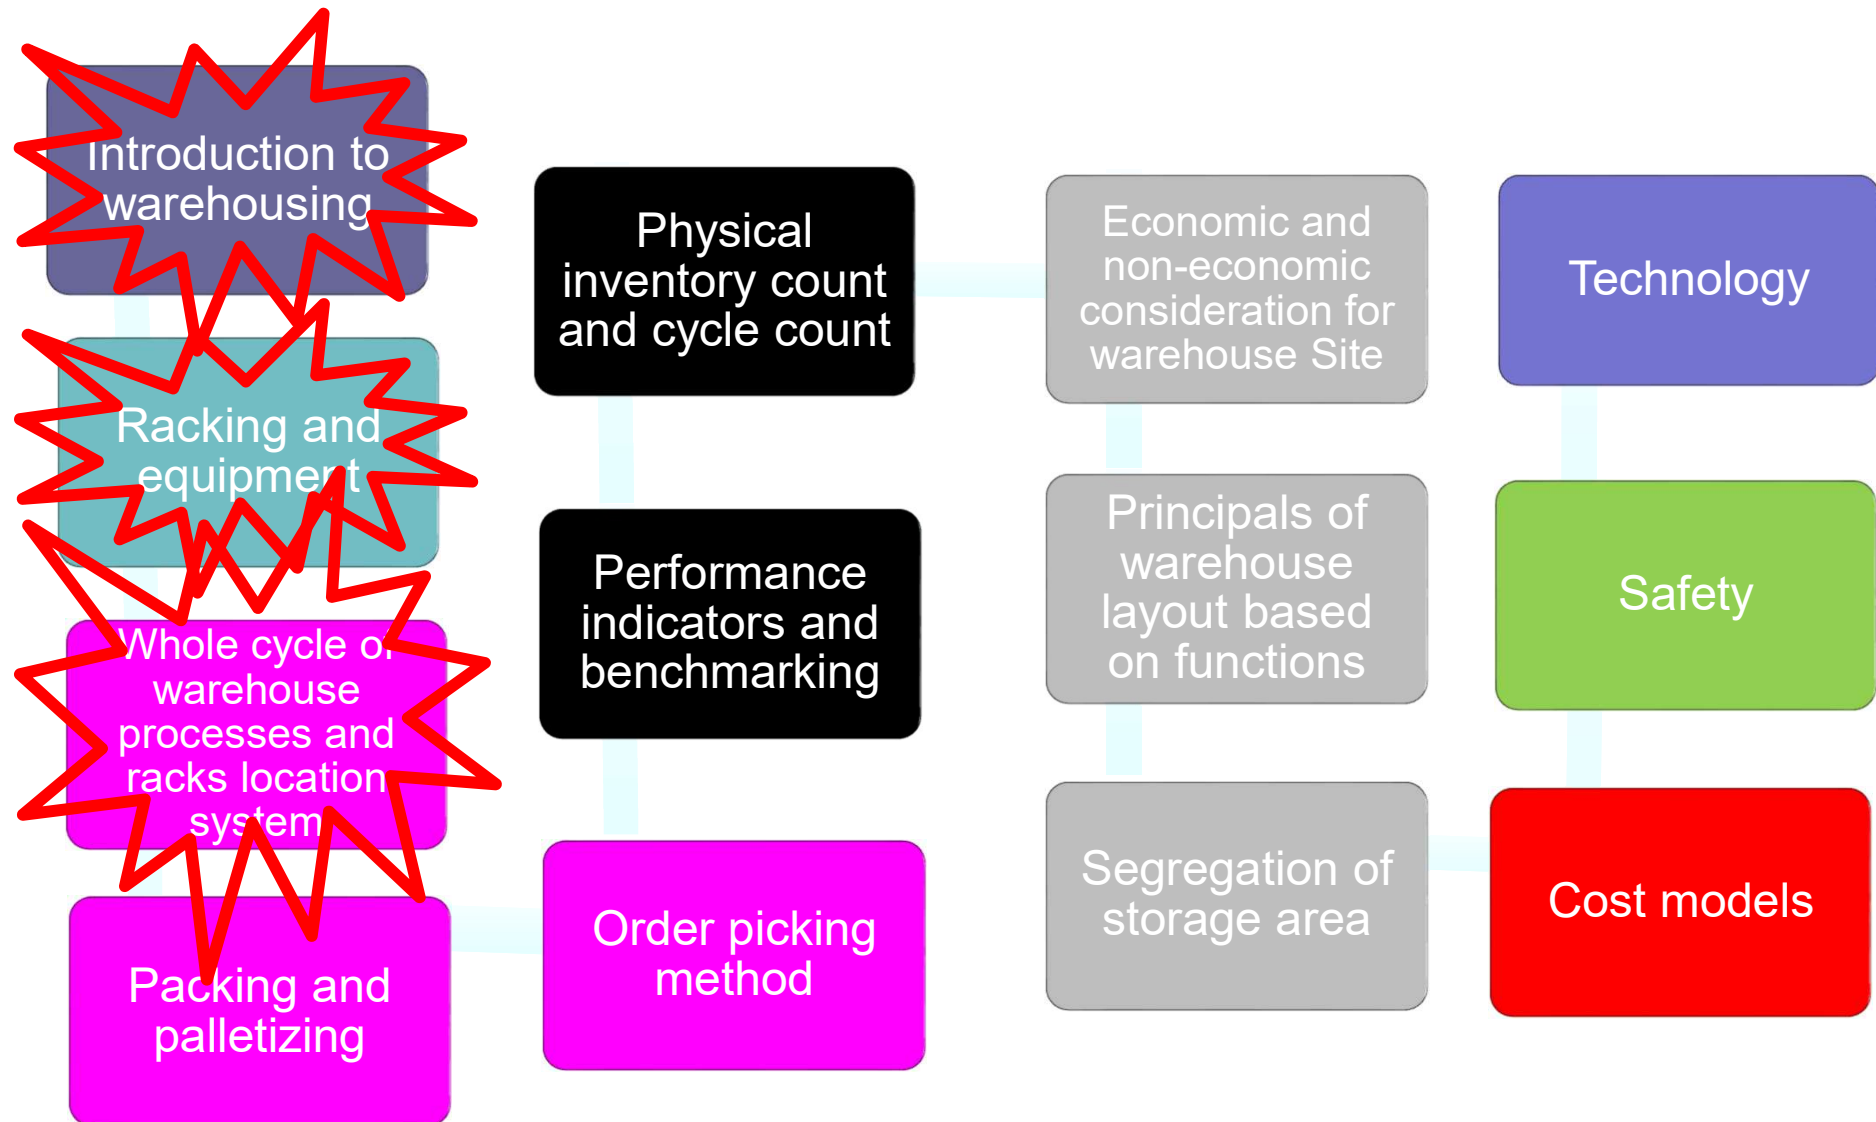 Introduction to
warehousing
Racking and
equipment
Whole cycle of
warehouse
processes and
racks location
system
Packing and
palletizing
Order picking
method
Performance
indicators and
benchmarking
Physical
inventory count
and cycle count
Economic and
non-economic
consideration for
warehouse Site
Principals of
warehouse
layout based
on functions
Segregation of
storage area
Cost models
Safety
Technology